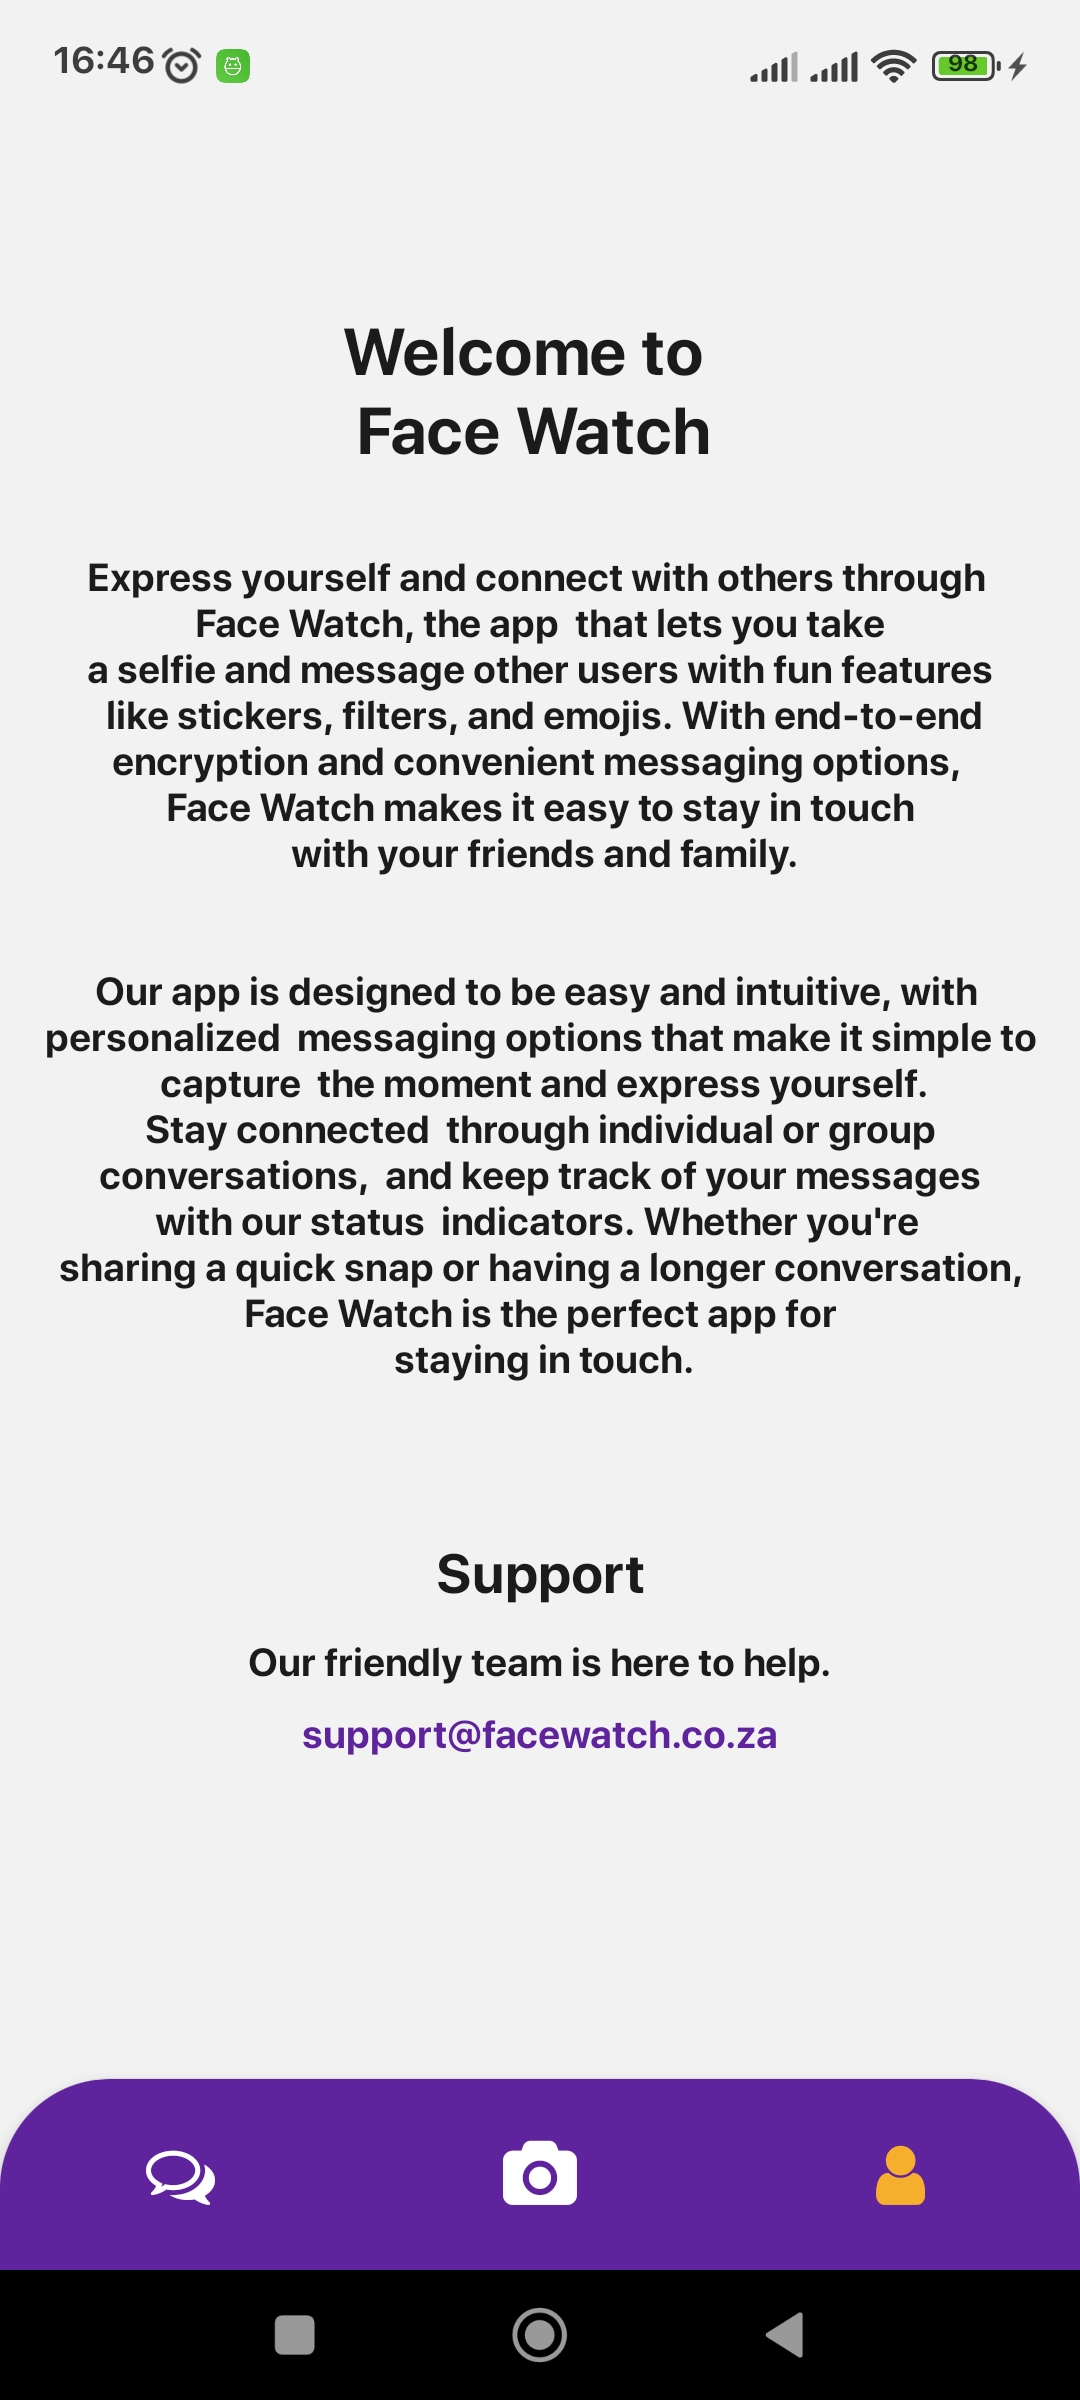 16:46
98
Welcome to
Face Watch
Express yourself and connect with others through
Face Watch, the app  that lets you take
a selfie and message other users with fun features
like stickers, filters, and emojis. With end-to-end
encryption and convenient messaging options,
Face Watch makes it easy to stay in touch
with your friends and family.
Our app is designed to be easy and intuitive, with
personalized  messaging options that make it simple to
capture  the moment and express yourself.
Stay connected  through individual or group
conversations,  and keep track of your messages
with our status  indicators. Whether you're
sharing a quick snap or having a longer conversation,
Face Watch is the perfect app for
staying in touch.
Support
Our friendly team is here to help.
support@facewatch.co.za